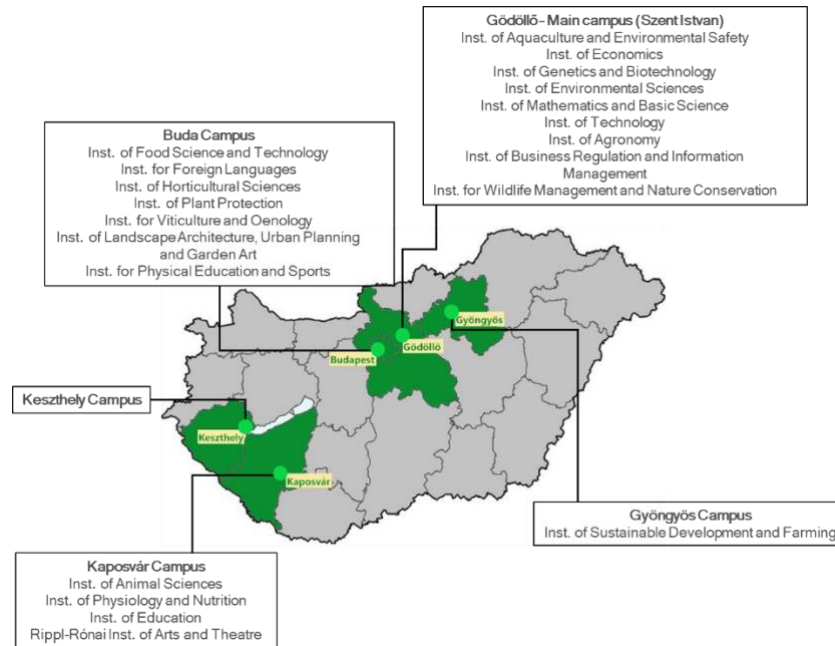 Gödöllő - Main campus (Szent Istvan)
Inst. of Aquaculture and Environmental Safety
Inst. of Economics
Inst. of Genetics and Biotechnology
Inst. of Environmental Sciences
Inst. of Mathematics and Basic Science
Inst. of Technology
Inst. of Agronomy
Inst. of Business Regulation and Information
Management
Inst. for Wildlife Management and Nature Conservation
Buda Campus
Inst. of Food Science and Technology
Inst. for Foreign Languages
Inst. of Horticultural Sciences
Inst. of Plant Protection
Inst. for Viticulture and Oenology
Inst. of Landscape Architecture, Urban Planning
and Garden Art
Inst. for Physical Education and Sports
Gyöngyös
Gödöllő
Budapest
Keszthely Campus
Keszthely
Kaposvár
Gyöngyös Campus
Inst. of Sustainable Development and Farming
Kaposvár Campus
Inst. of Animal Sciences
Inst. of Physiology and Nutrition
Inst. of Education
Rippl-Rónai Inst. of Arts and Theatre